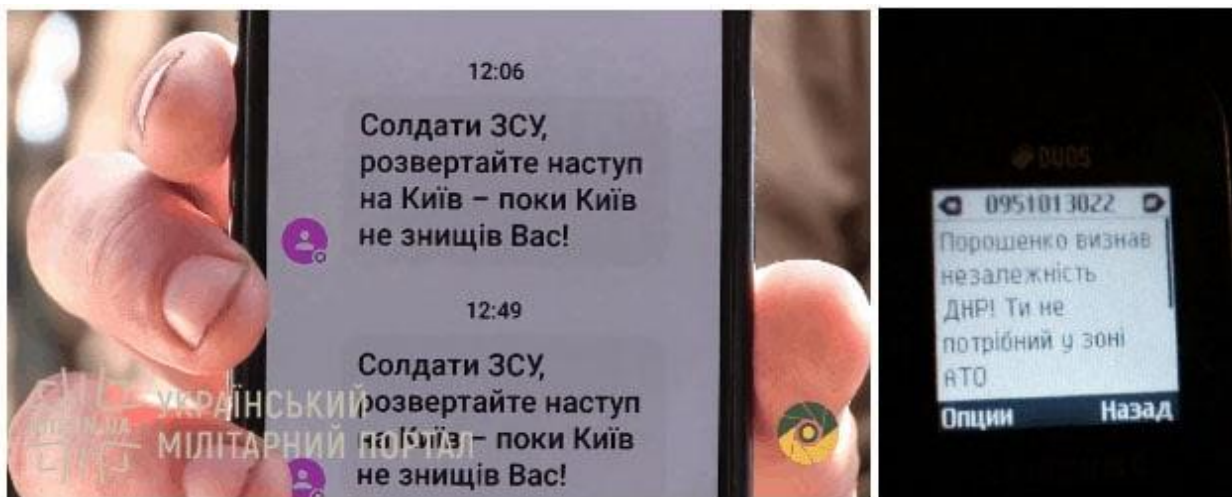 12:06
Солдати ЗСУ,
розвертайте наступ
на Київ – поки Київ
не знищів Вас!
12:49
Солдати ЗСУ,
розвертайте наступ
на Київ – поки Київ
не знищів Вас!
УКРАЇНСЬКИЙ
МІЛІТАРНИЙ ПОРТАЛ
DUOS
0951013022
Порошенко визнав
незалежність
ДНР! Ти не
потрібний у зоні
АТО
Опции Назад